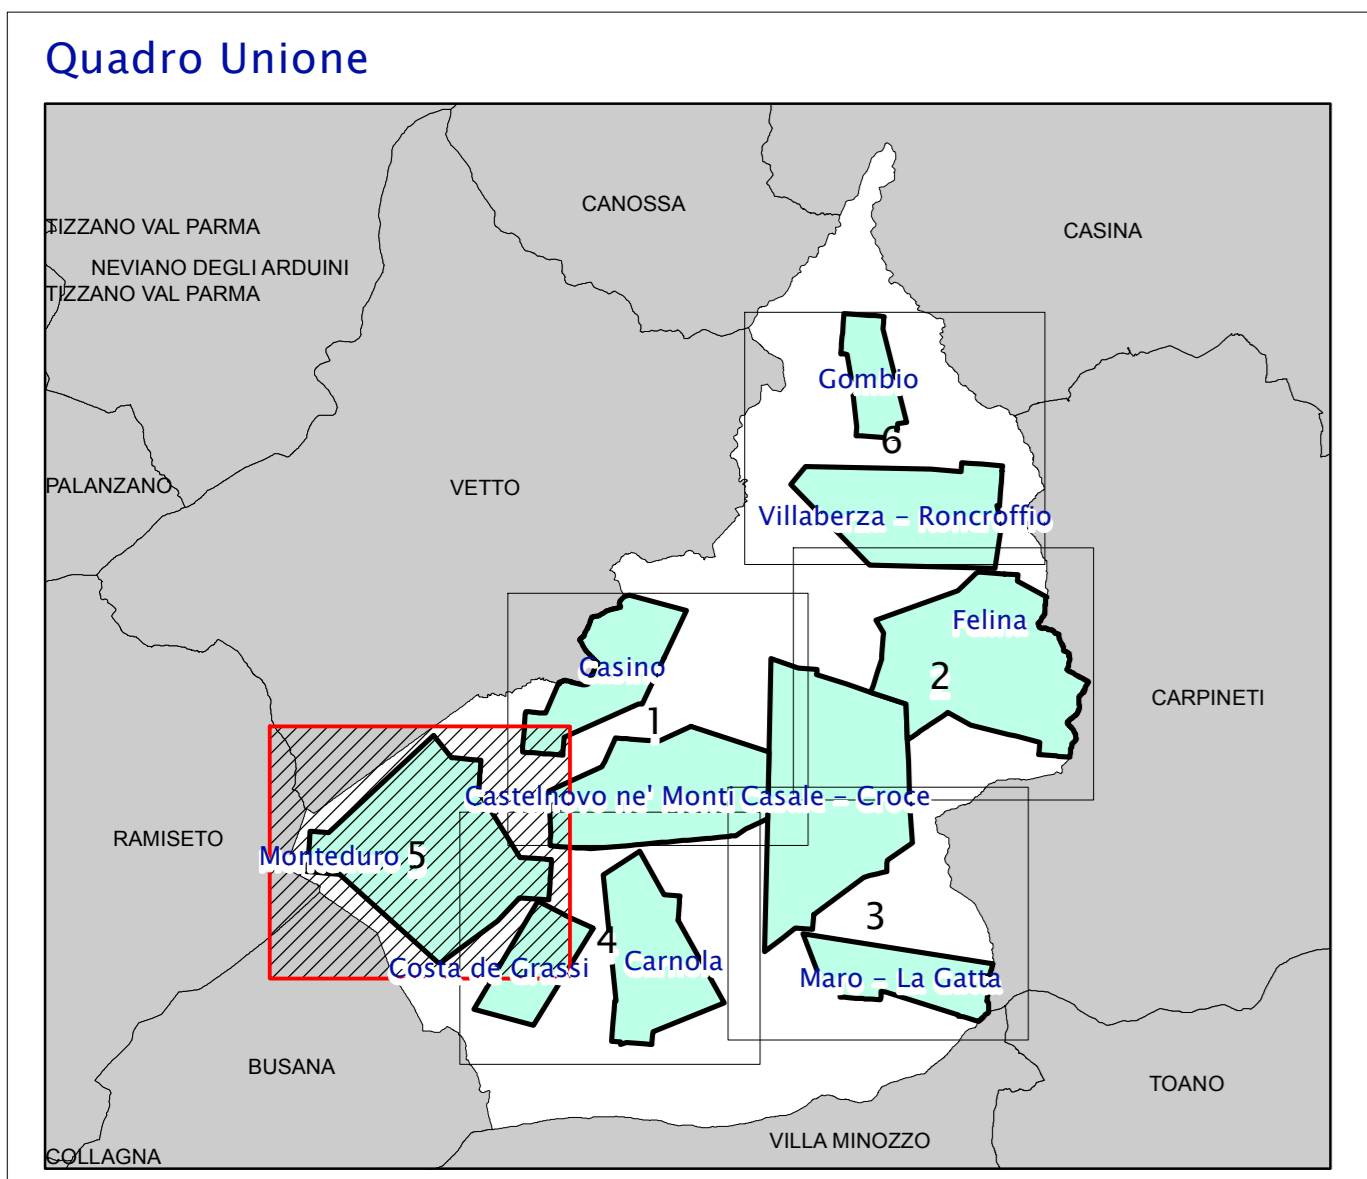 Quadro Unione
CANOSSA
TIZZANO VAL PARMA
CASINA
NEVIANO DEGLI ARDUINI
TIZZANO VAL PARMA
Gombio
6
PALANZANO
VETTO
Villaberza - Roncroffio
Felina
Casino
2
CARPINETI
1
Castelnovo ne' Monti
Casale - Croce
RAMISETO
Monteduro
5
3
4
Costa de Grassi
Carnola
Maro - La Gatta
BUSANA
TOANO
VILLA MINOZZO
COLLAGNA